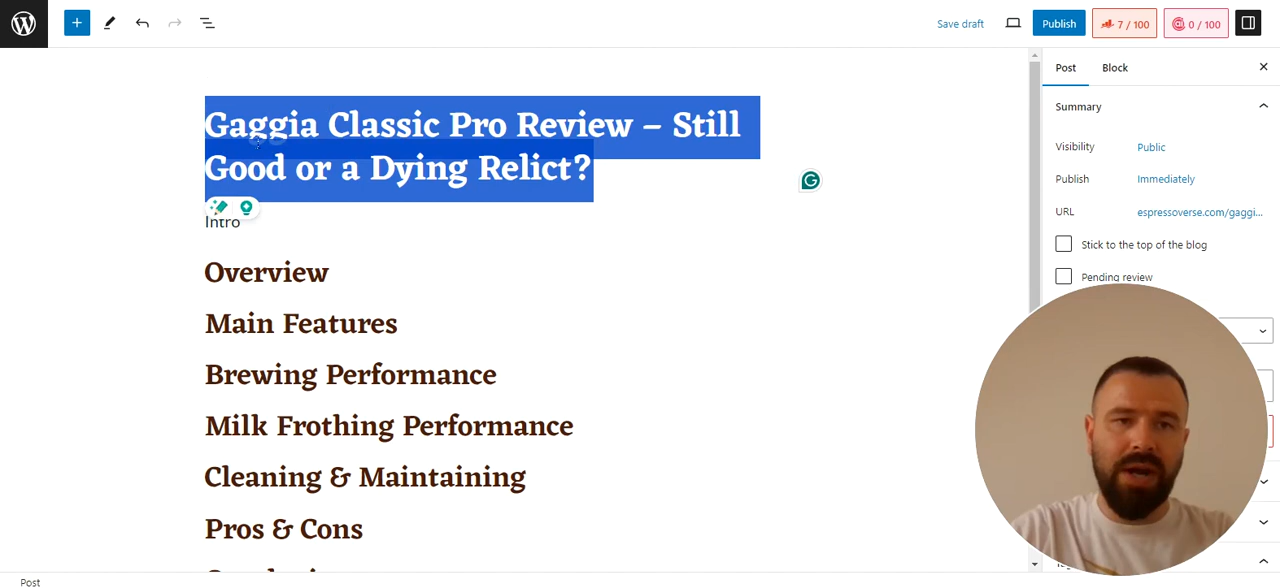 Save draft
Publish
7 / 100
0 / 100
Gaggia Classic Pro Review – Still
Good or a Dying Relict?
Intro
Overview
Main Features
Brewing Performance
Milk Frothing Performance
Cleaning & Maintaining
Pros & Cons
Post
Block
Summary
Visibility
Public
Publish
Immediately
URL
espressoverse.com/gaggi...
Stick to the top of the blog
Pending review
Post